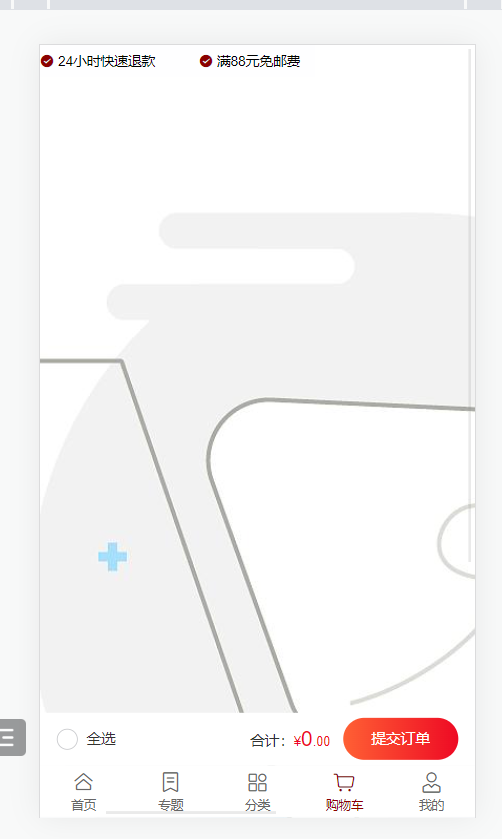 24小时快速退款 满88元免邮费
全选 合计：¥0.00 提交订单
首页 专题 分类 购物车 我的